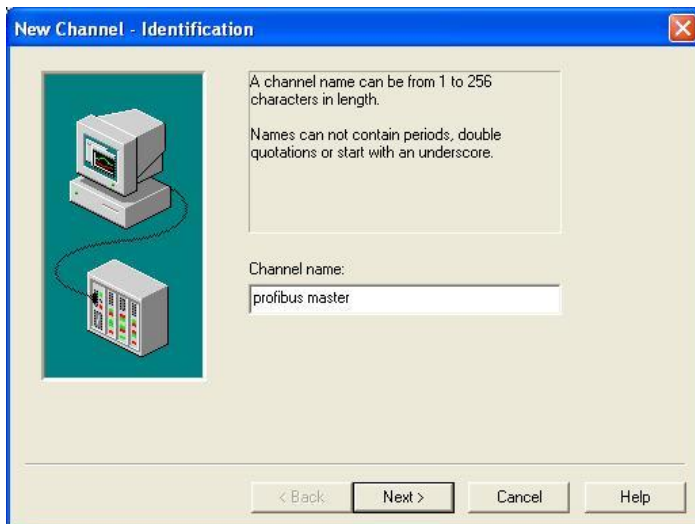 New Channel - Identification
A channel name can be from 1 to 256
characters in length.
Names can not contain periods, double
quotations or start with an underscore.
Channel name:
profibus master
< Back
Next >
Cancel
Help